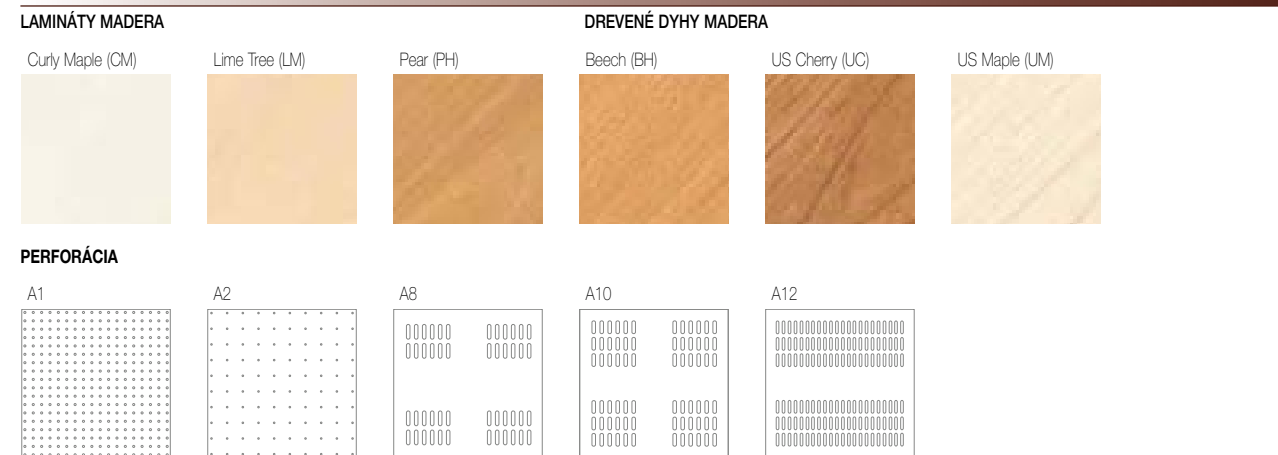 LAMINÁTY MADERA
DREVENÉ DYHY MADERA
Curly Maple (CM)
Lime Tree (LM)
Pear (PH)
Beech (BH)
US Cherry (UC)
US Maple (UM)
PERFORÁCIA
A1
A2
A8
A10
A12